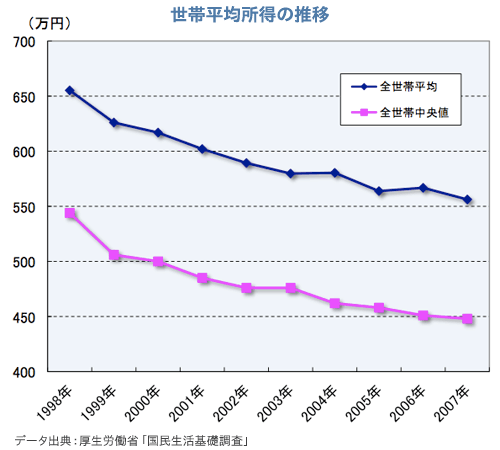 世帯平均所得の推移
（万円）
700
650
600
550
500
450
400
全世帯平均
全世帯中央値
1998年
1999年
2000年
2001年
2002年
2003年
2004年
2005年
2006年
2007年
データ出典：厚生労働省「国民生活基礎調査」